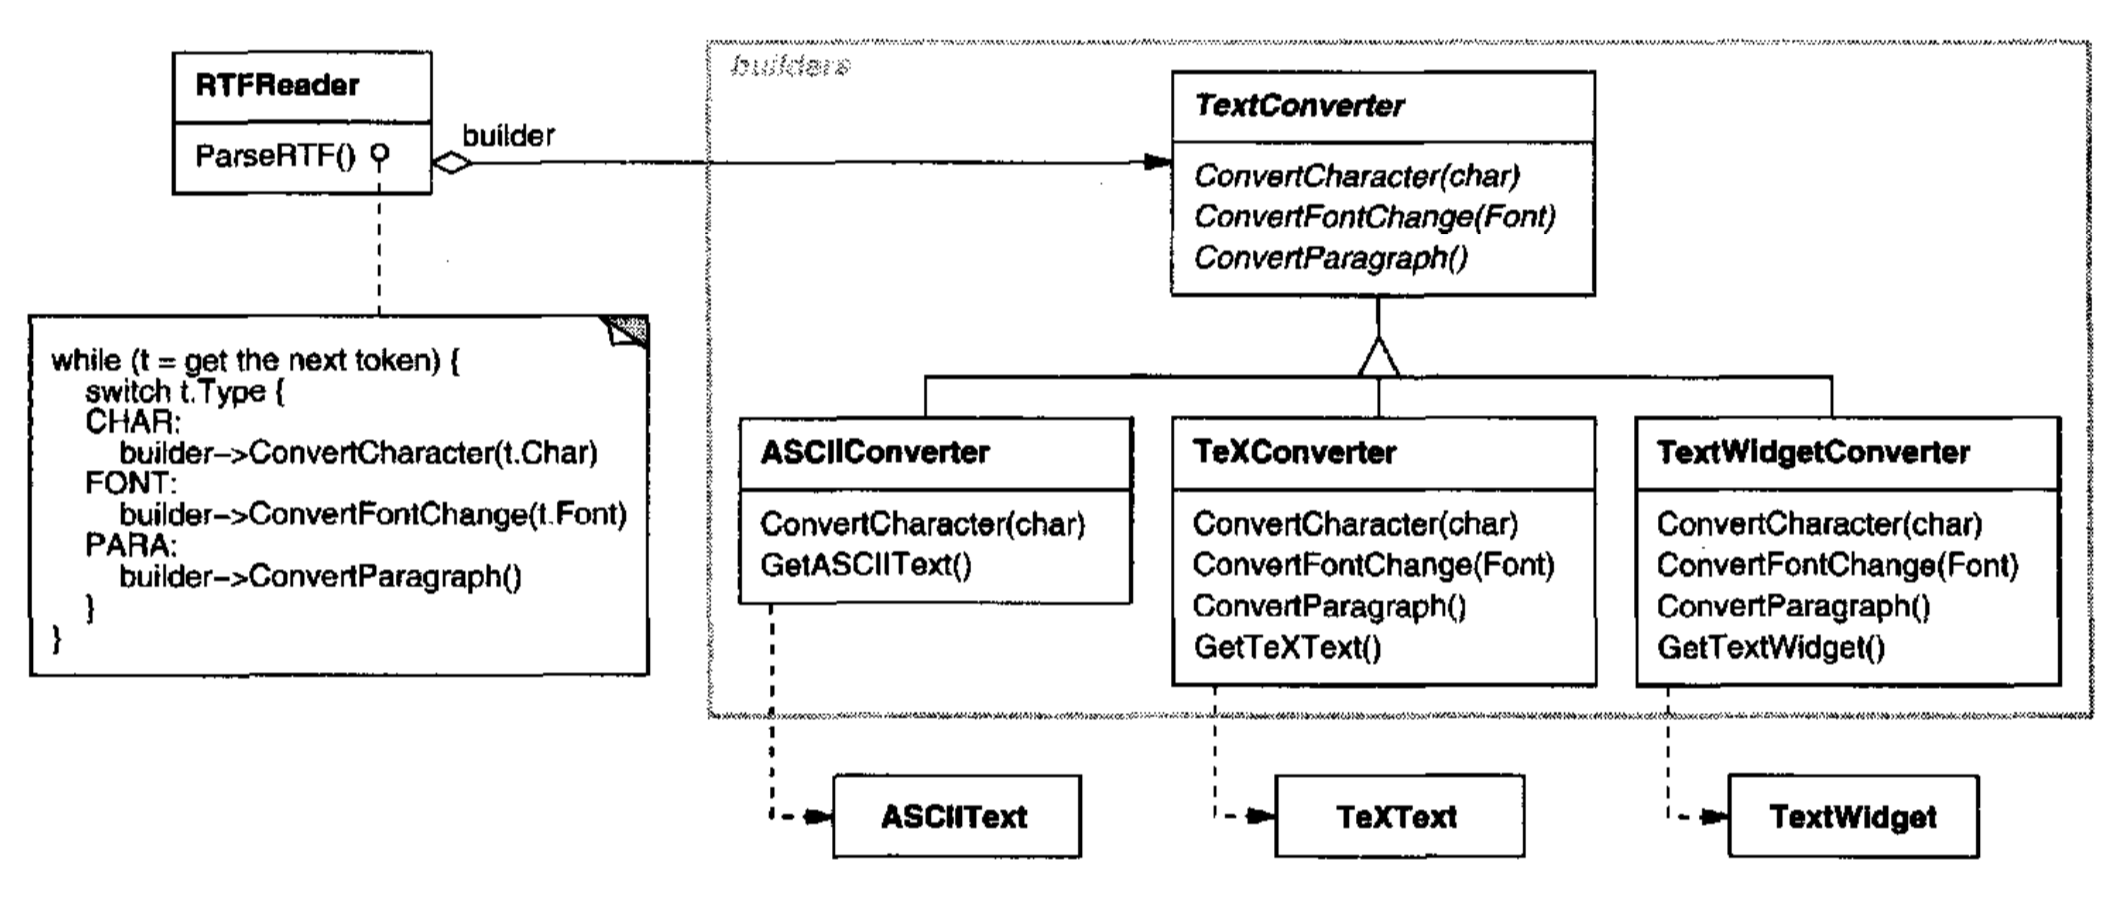 RTFReader
ParseRTF()
builder
while (t = get the next token) {
switch t.Type {
CHAR:
builder->ConvertCharacter(t.Char)
FONT:
builder->ConvertFontChange(t.Font)
PARA:
builder->ConvertParagraph()
}
}
builders
TextConverter
ConvertCharacter(char)
ConvertFontChange(Font)
ConvertParagraph()
ASCIIConverter
ConvertCharacter(char)
GetASCIIText()
TeXConverter
ConvertCharacter(char)
ConvertFontChange(Font)
ConvertParagraph()
GetTeXText()
TextWidgetConverter
ConvertCharacter(char)
ConvertFontChange(Font)
ConvertParagraph()
GetTextWidget()
ASCIIText
TeXText
TextWidget